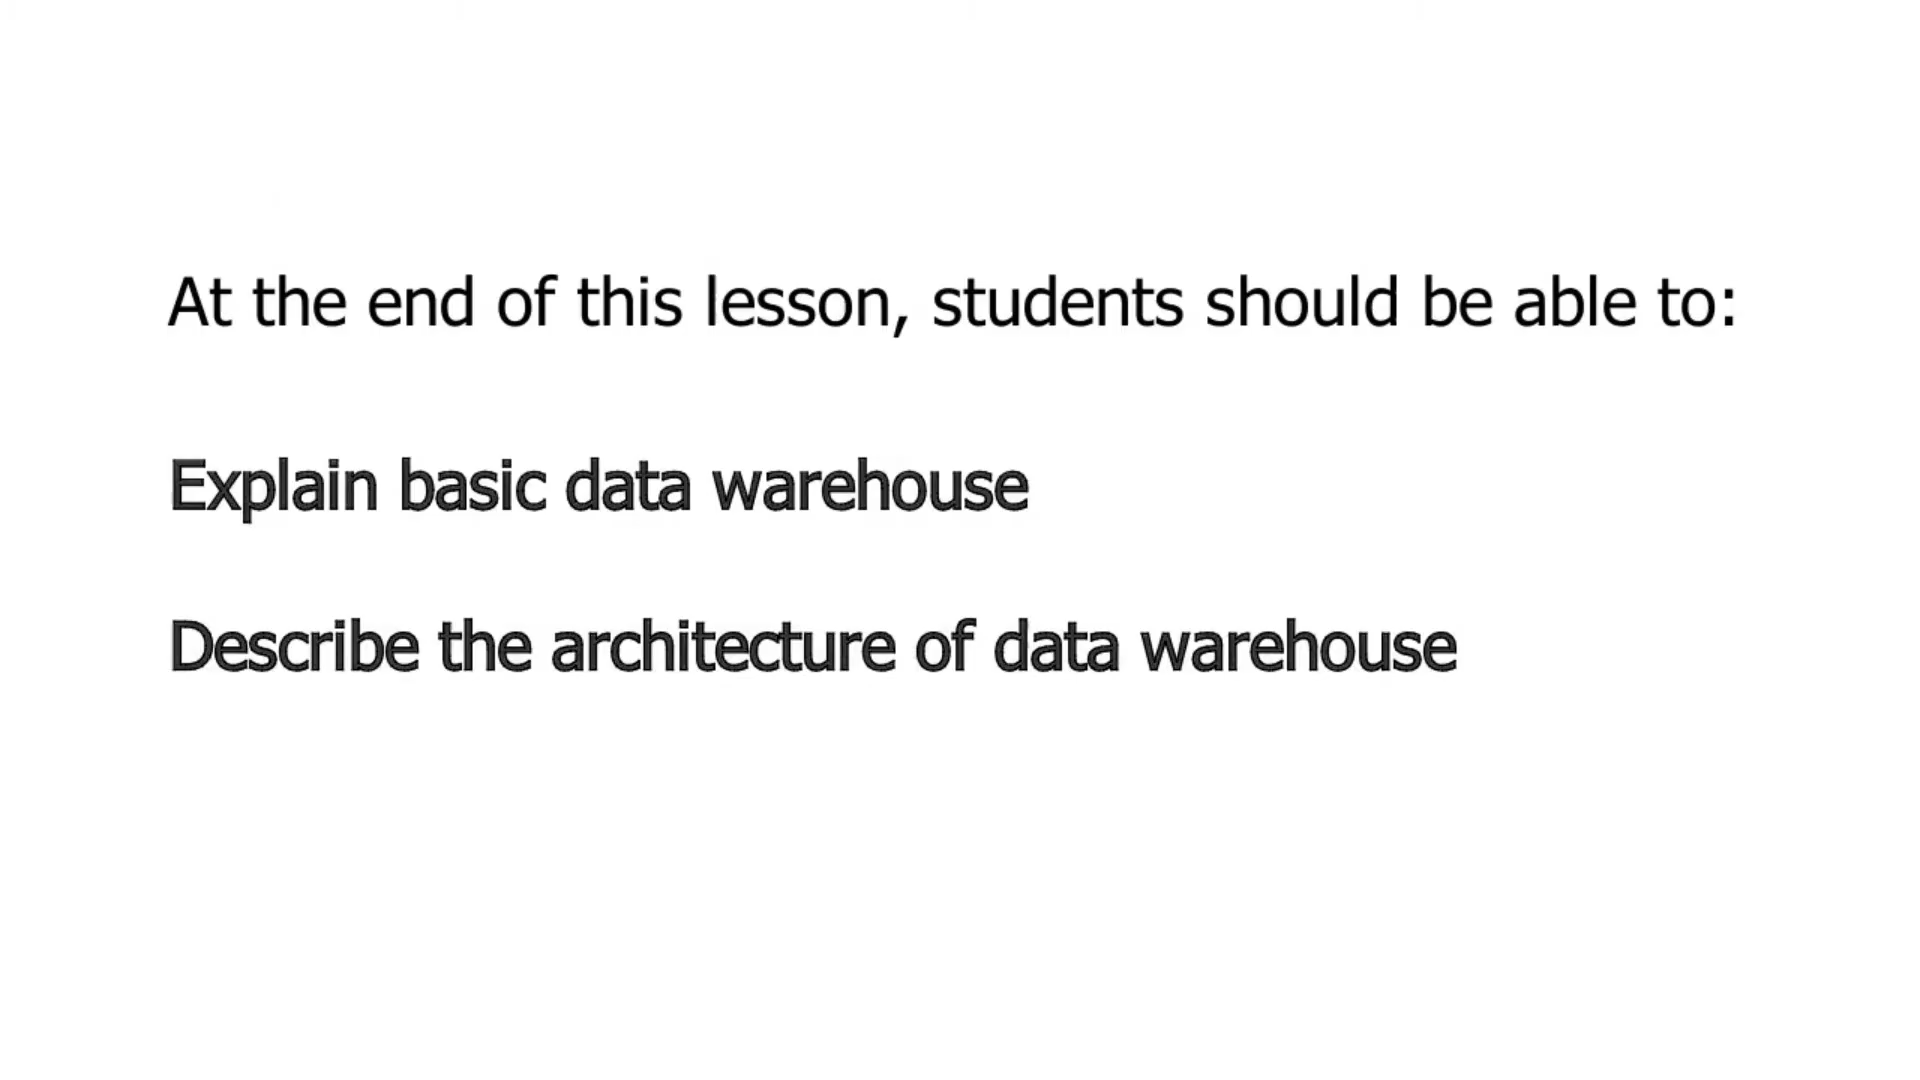 At the end of this lesson, students should be able to:
Explain basic data warehouse
Describe the architecture of data warehouse